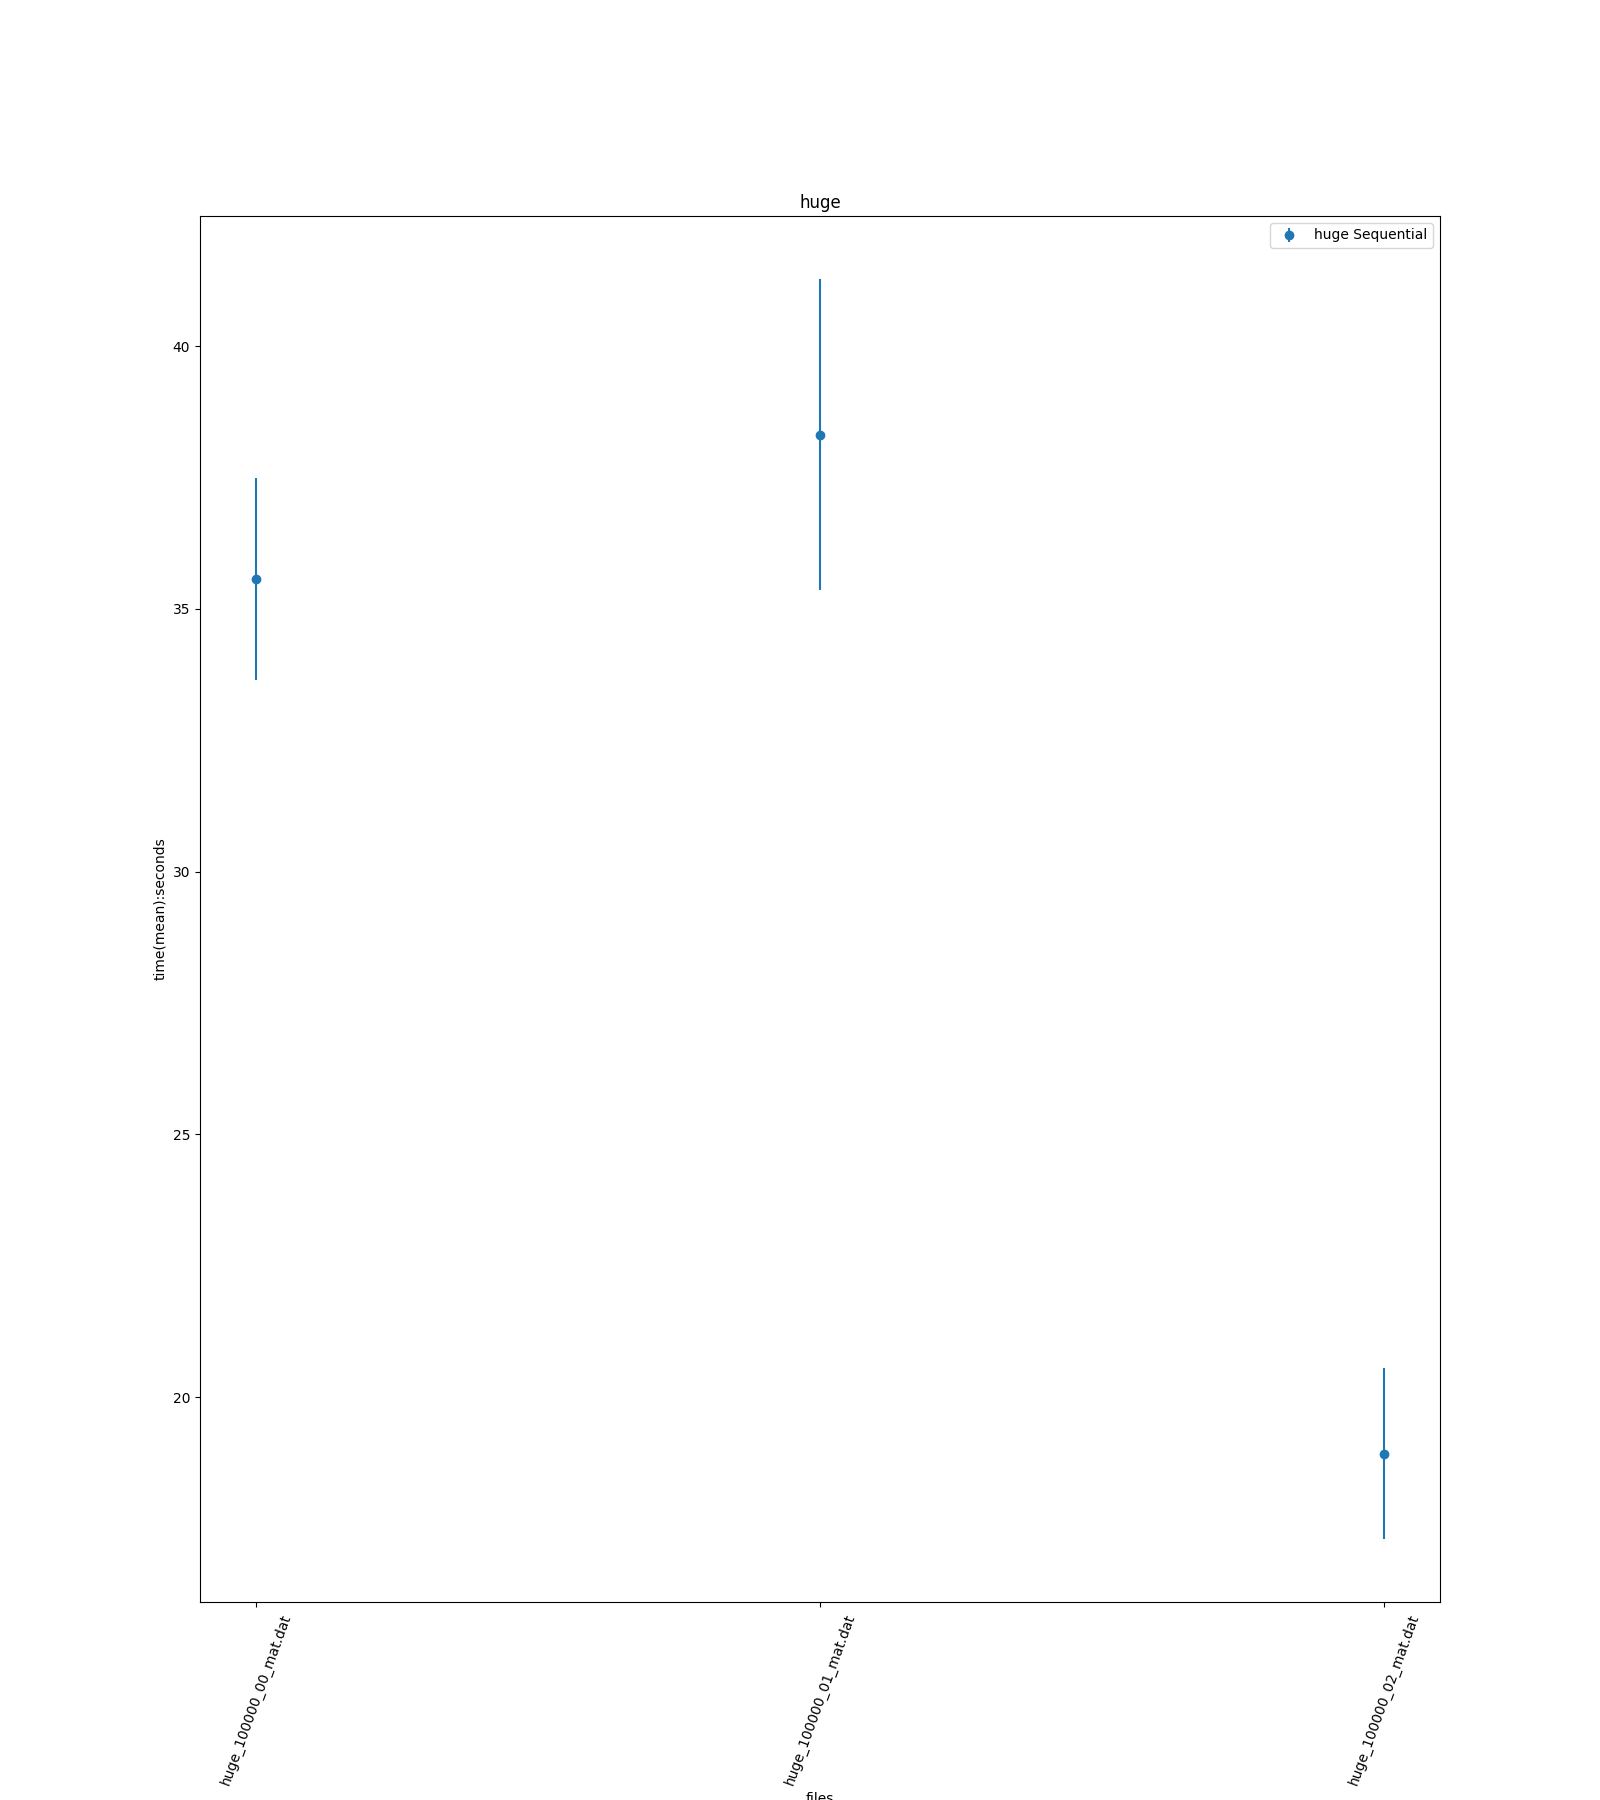 huge
huge Sequential
40
35
30
25
20
time(mean):seconds
huge_100000_00_mat.dat
huge_100000_01_mat.dat
huge_100000_02_mat.dat
files